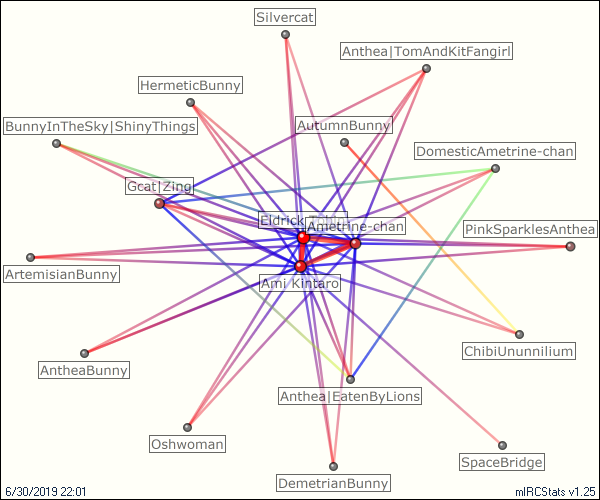 Silvercat
Anthea|TomAndKitFangirl
HermeticBunny
BunnyInTheSky|ShinyThings
AutumnBunny
DomesticAmetrine-chan
Gcat|Zing
Eldrick
Ametrine-chan
PinkSparklesAnthea
ArtemisianBunny
Ami Kintaro
ChibiUnunnilium
AntheaBunny
Anthea|EatenByLions
Oshwoman
SpaceBridge
DemetrianBunny
6/30/2019 22:01
mIRCStats v1.25